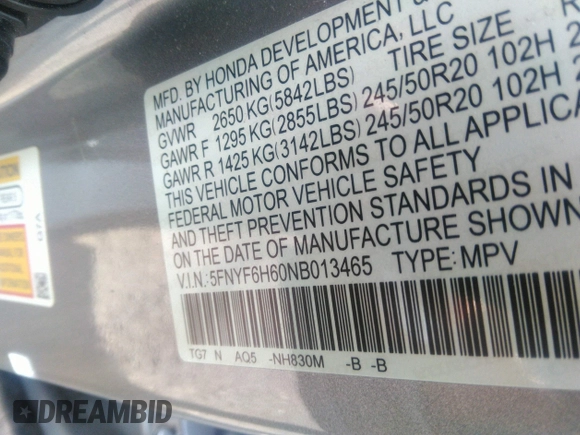 MFD. BY HONDA DEVELOPMENT &
MANUFACTURING OF AMERICA, LLC
GVWR 2650 KG(5842LBS) TIRE SIZE
GAWR F 1295 KG(2855LBS) 245/50R20 102H
GAWR R 1425 KG(3142LBS) 245/50R20 102H
THIS VEHICLE CONFORMS TO ALL
FEDERAL MOTOR VEHICLE SAFETY
AND THEFT PREVENTION STANDARDS IN
ON THE DATE OF MANUFACTURE SHOWN
V.I.N.: 5FNYF6H60NB013465 TYPE: MPV
TG7 N AQ5 -NH830M -B -B
DREAMBID